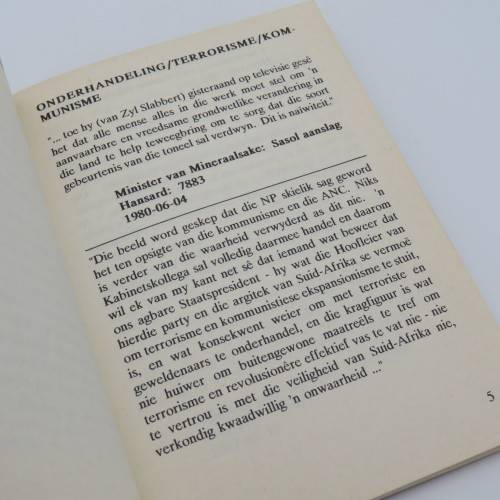 ONDERHANDELING/TERRORISME/KOM-
MUNISME
"... toe hy (van Zyl Slabbert) gisteraand op televisie gesê
het dat alle mense alles in die werk moet stel om 'n
aanvaarbare en vreedsame grondwetlike verandering in
die land te help teweegbring om te sorg dat die soort
gebeurtenis van die toneel sal verdwyn. Dit is naïwiteit."
Minister van Mineraalsake: Sasol aanslag
Hansard: 7883
1980-06-04
"Die beeld word geskep dat die NP skielik sag geword
het ten opsigte van die kommunisme en die ANC. Niks
is verder van die waarheid verwyderd as dit nie. 'n
Kabinetskollega sal volledig daarmee handel en daarom
wil ek van my kant net sê dat iemand wat beweer dat
ons agbare Staatspresident - hy wat die Hoofleier van
hierdie party en die argitek van Suid-Afrika se vermoë
om terrorisme en kommunistiese ekspansionisme te stuit,
is, en wat konsekwent weier om met terroriste en
geweldenaars te onderhandel, en die kragfiguur is wat
nie huiwer om buitengewone maatreëls te tref om
terrorisme en revolusionêre effektief vas te vat nie - nie
te vertrou is met die veiligheid van Suid-Afrika nie,
verkondig kwaadwillig 'n onwaarheid ..."
5